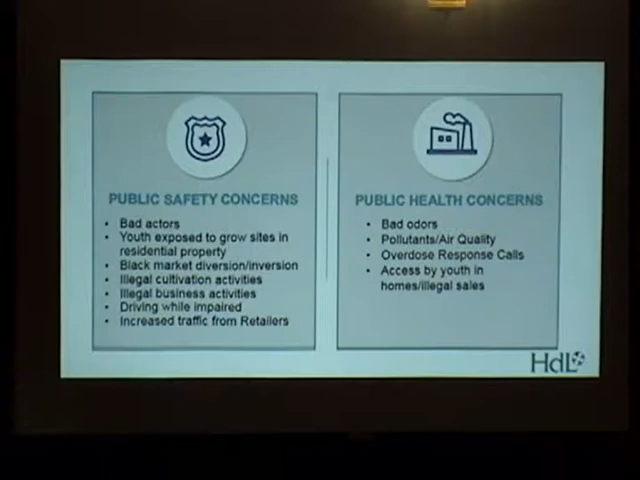 PUBLIC SAFETY CONCERNS
• Bad actors
• Youth exposed to grow sites in
residential property
• Black market diversion/inversion
• Illegal cultivation activities
• Illegal business activities
• Driving while impaired
• Increased traffic from Retailers
PUBLIC HEALTH CONCERNS
• Bad odors
• Pollutants/Air Quality
• Overdose Response Calls
• Access by youth in
homes/illegal sales
HdL